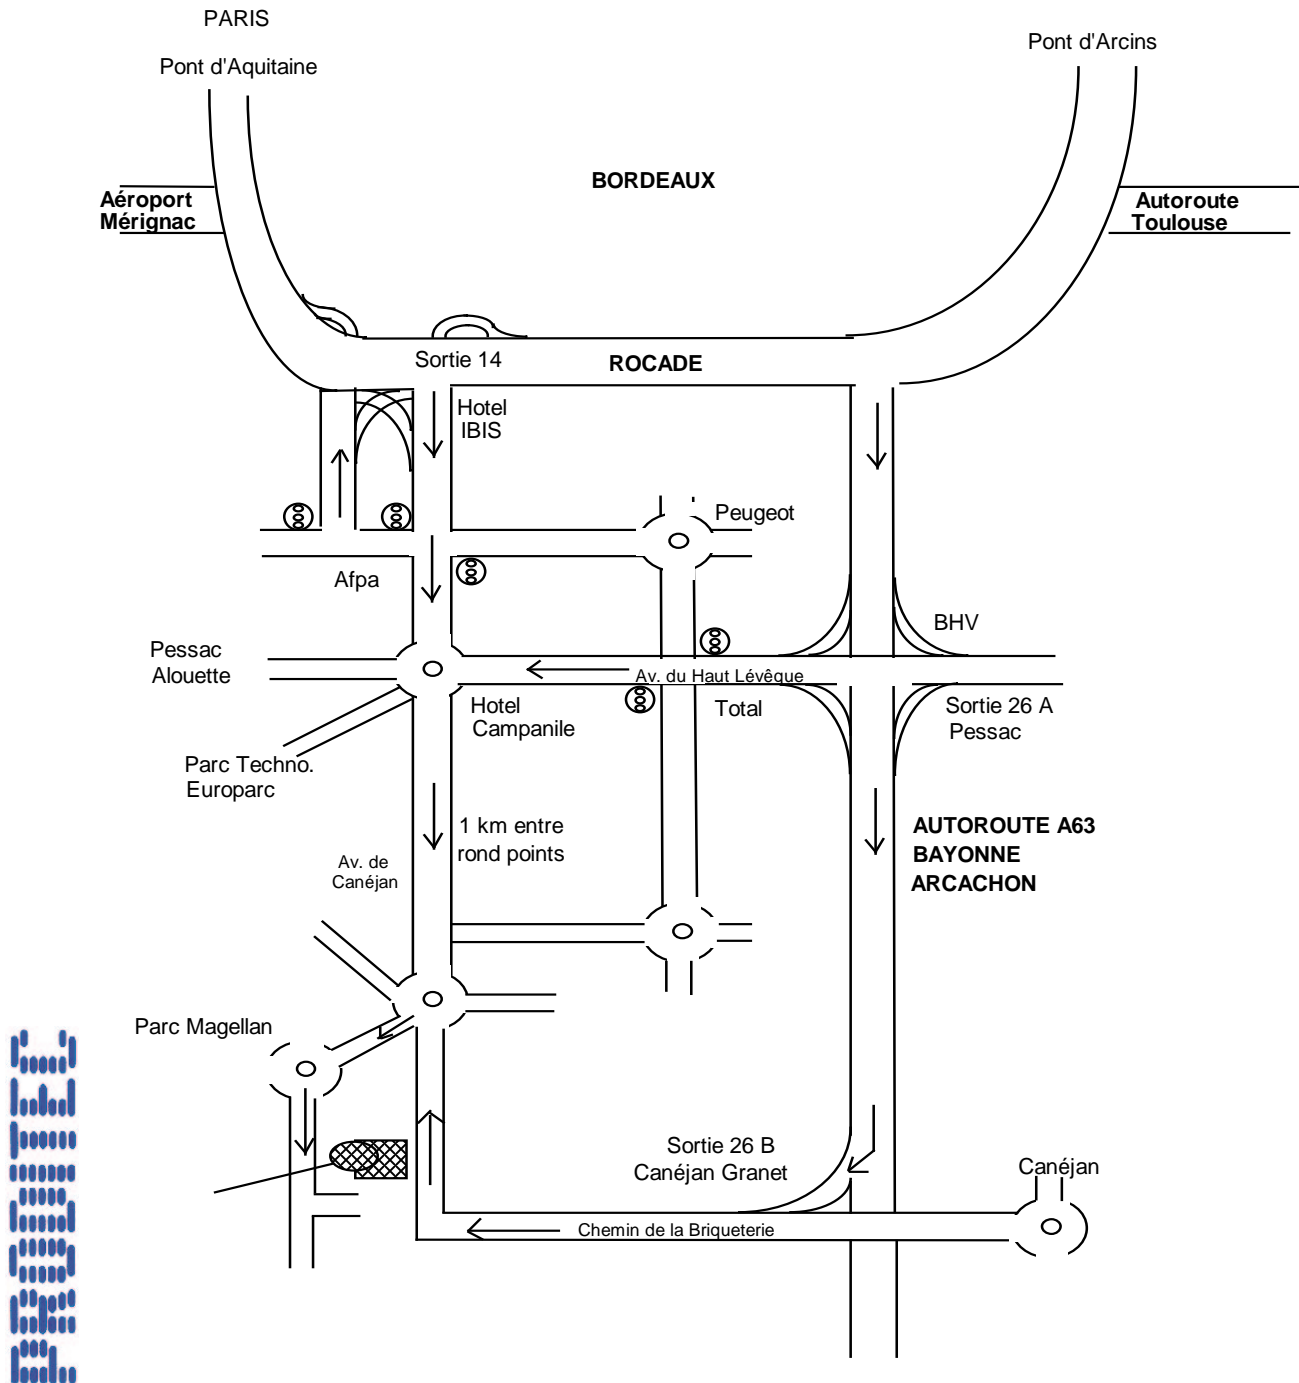 PARIS
Pont d'Aquitaine
Pont d'Arcins
BORDEAUX
Aéroport
Mérignac
Autoroute
Toulouse
Sortie 14
ROCADE
Hotel
IBIS
Peugeot
Afpa
BHV
Pessac
Alouette
Av. du Haut Lévêque
Hotel
Campanile
Total
Sortie 26 A
Pessac
Parc Techno.
Europarc
1 km entre
rond points
AUTOROUTE A63
BAYONNE
ARCACHON
Av. de
Canéjan
Parc Magellan
Sortie 26 B
Canéjan Granet
Canéjan
Chemin de la Briqueterie
PRODITEC